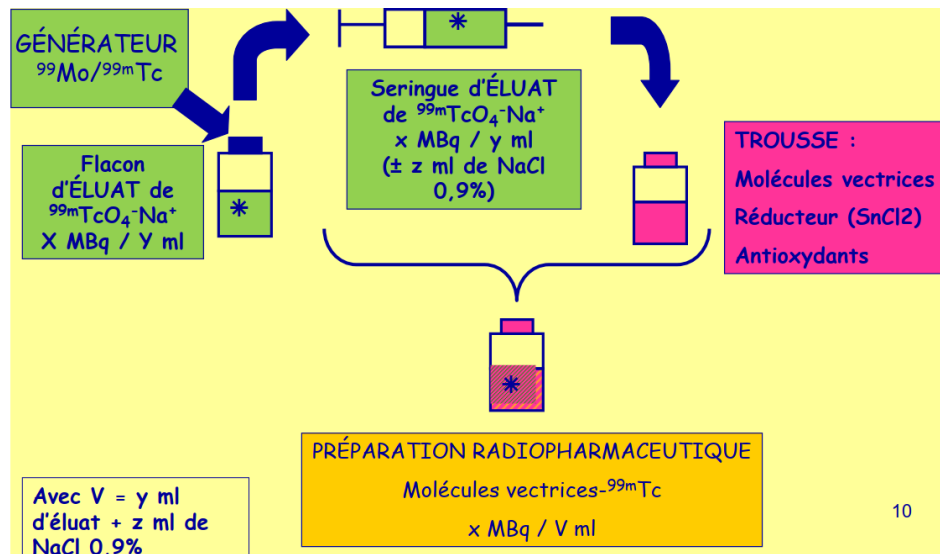 GÉNÉRATEUR
⁹⁹Mo/⁹⁹ᵐTc
Flacon
d'ÉLUAT de
⁹⁹ᵐTcO₄⁻Na⁺
X MBq / Y ml
Seringue d'ÉLUAT
de ⁹⁹ᵐTcO₄⁻Na⁺
x MBq / y ml
(± z ml de NaCl
0,9%)
TROUSSE :
Molécules vectrices
Réducteur (SnCl2)
Antioxydants
PRÉPARATION RADIOPHARMACEUTIQUE
Molécules vectrices-⁹⁹ᵐTc
x MBq / V ml
Avec V = y ml
d'éluat + z ml de
NaCl 0,9%
10